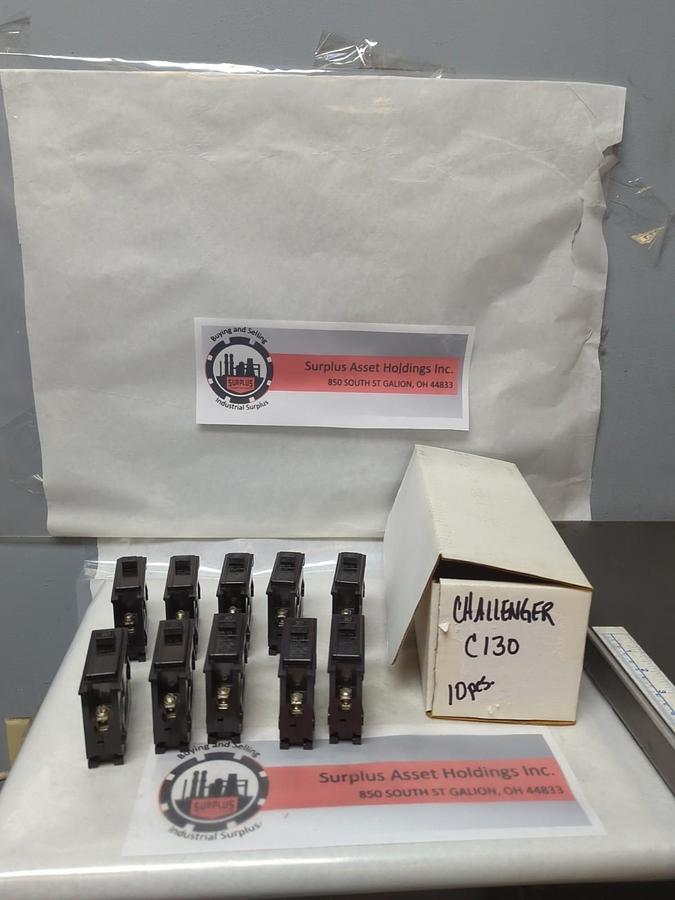 Buying and Selling
SURPLUS
Industrial Surplus
Surplus Asset Holdings Inc.
850 SOUTH ST GALION, OH 44833
CHALLENGER
C130
10pcs.
Buying and Selling
SURPLUS
Industrial Surplus
Surplus Asset Holdings Inc.
850 SOUTH ST GALION, OH 44833